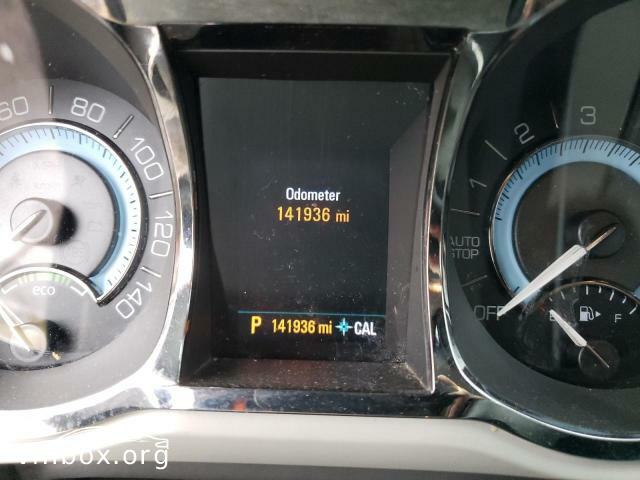 60 80 100 120 140
eco
Odometer
141936 mi
P 141936 mi CAL
1 2 3
AUTO
STOP
OFF
E F
box.org